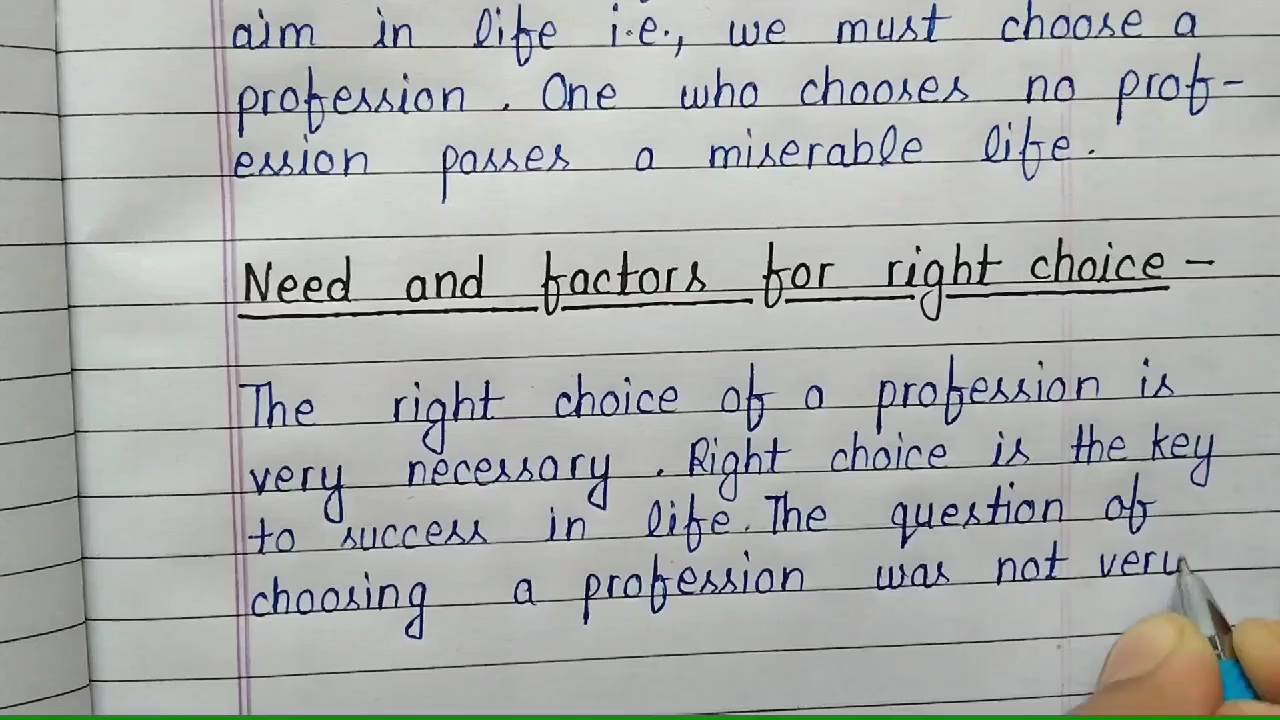 aim in life i.e., we must choose a
profession. One who chooses no prof-
ession passes a miserable life.
Need and factors for right choice -
The right choice of a profession is
very necessary. Right choice is the key
to success in life. The question of
choosing a profession was not very